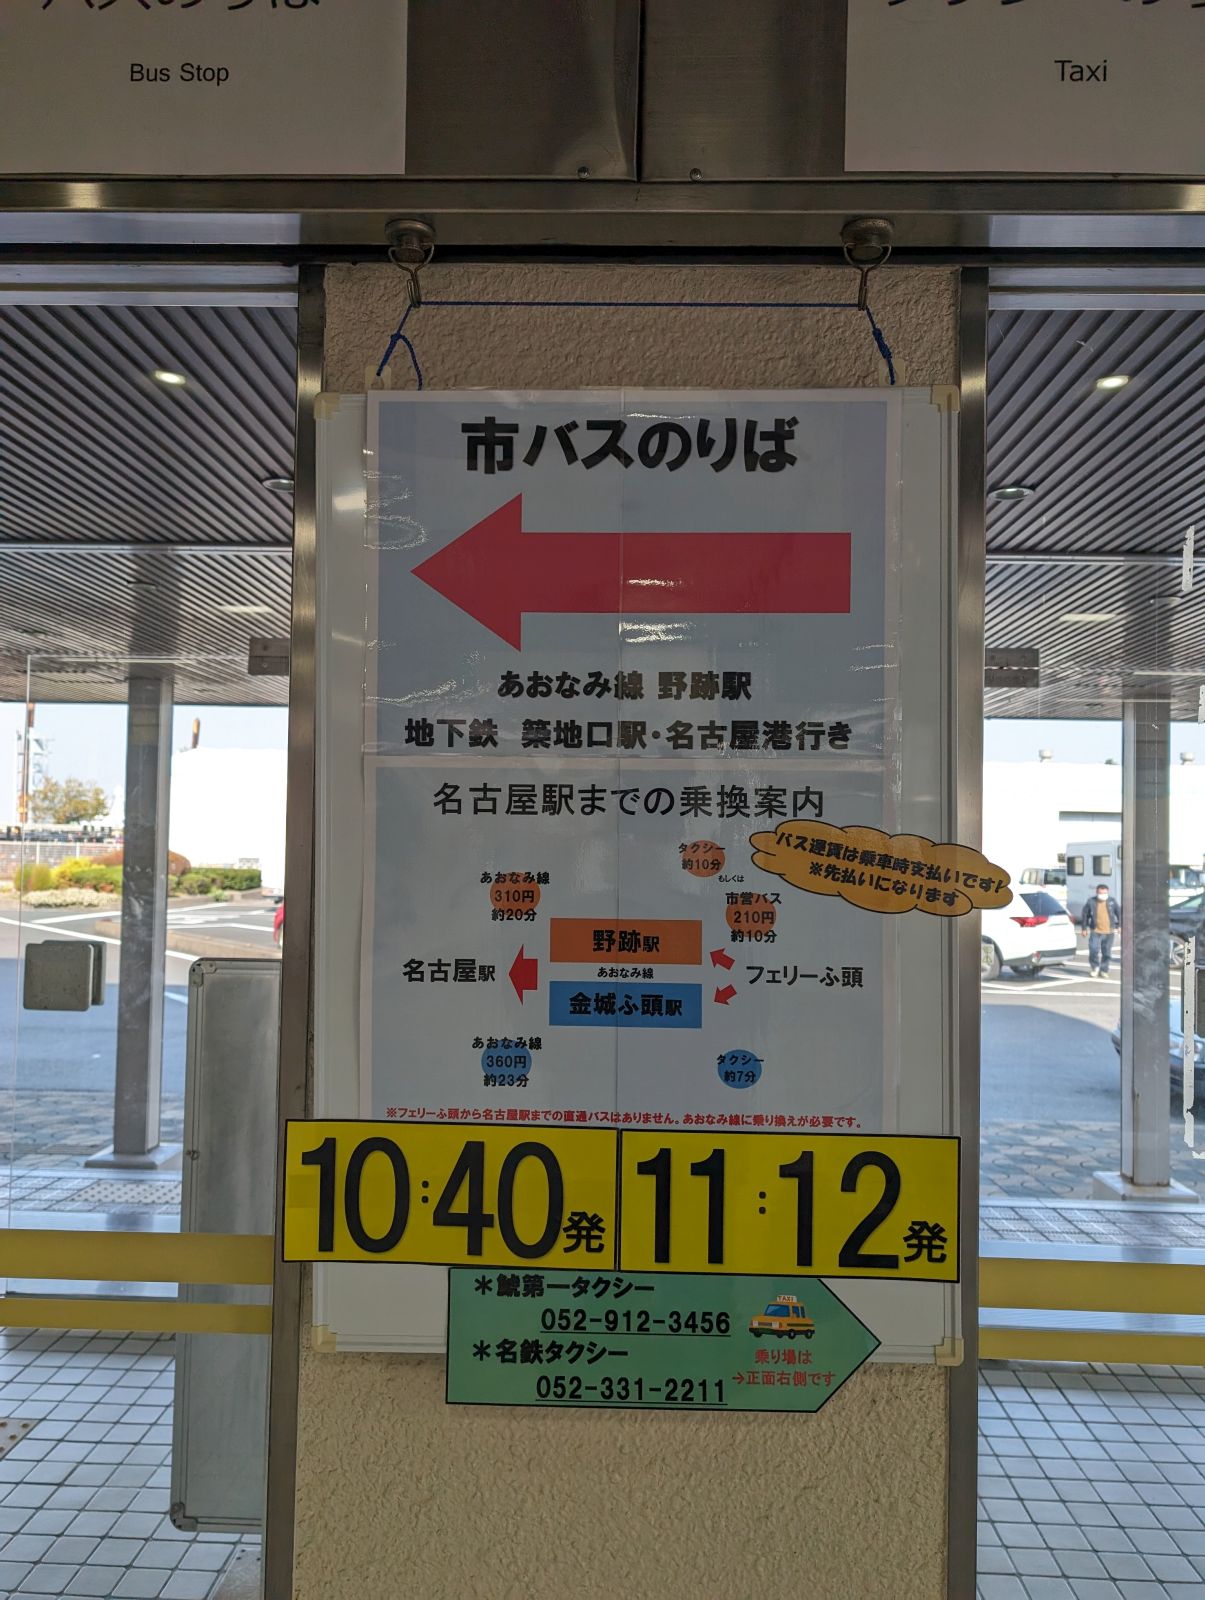 Bus Stop
Taxi
市バスのりば
あおなみ線 野跡駅
地下鉄 築地口駅・名古屋港行き
名古屋駅までの乗換案内
バス運賃は乗車時支払いです!
※先払いになります
タクシー
約10分
もしくは
市営バス
210円
約10分
あおなみ線
310円
約20分
野跡駅
あおなみ線
金城ふ頭駅
名古屋駅
フェリーふ頭
あおなみ線
360円
約23分
タクシー
約7分
※フェリーふ頭から名古屋駅までの直通バスはありません。あおなみ線に乗り換えが必要です。
10:40発
11:12発
＊鯱第一タクシー
052-912-3456
＊名鉄タクシー
052-331-2211
TAXI
乗り場は
→正面右側です